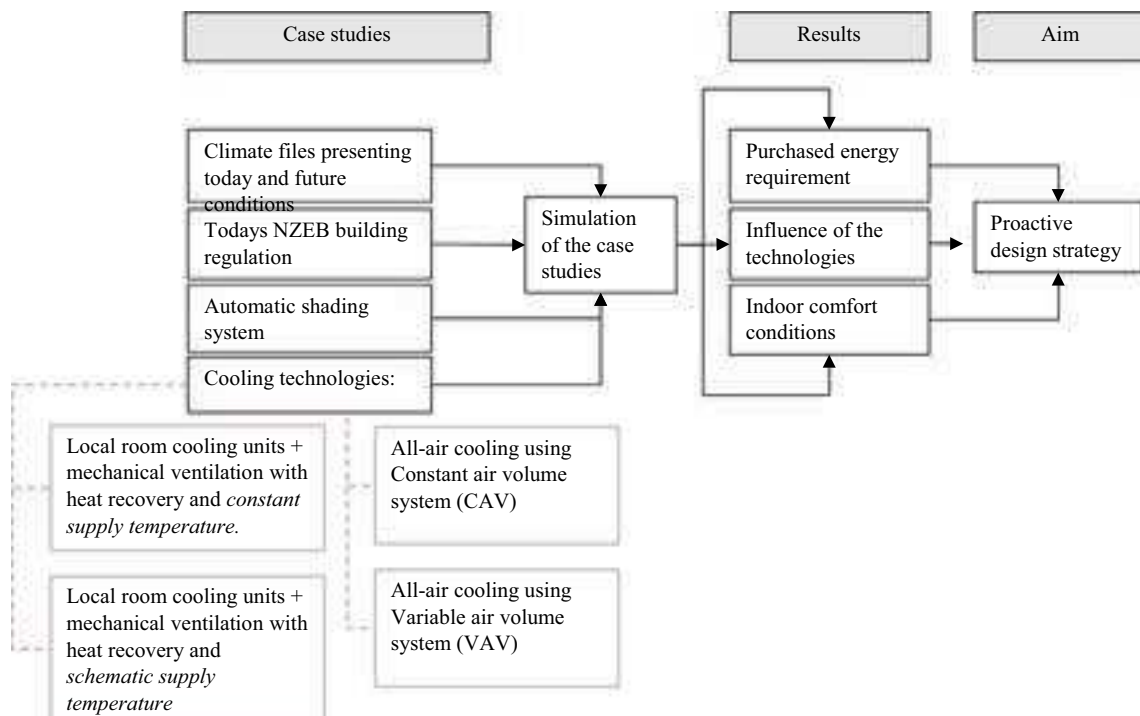 Case studies
Results
Aim
Climate files presenting
today and future
conditions
Todays NZEB building
regulation
Automatic shading
system
Cooling technologies:
Simulation
of the case
studies
Purchased energy
requirement
Influence of the
technologies
Indoor comfort
conditions
Proactive
design strategy
Local room cooling units +
mechanical ventilation with
heat recovery and constant
supply temperature.
All-air cooling using
Constant air volume
system (CAV)
Local room cooling units +
mechanical ventilation with
heat recovery and
schematic supply
temperature
All-air cooling using
Variable air volume
system (VAV)